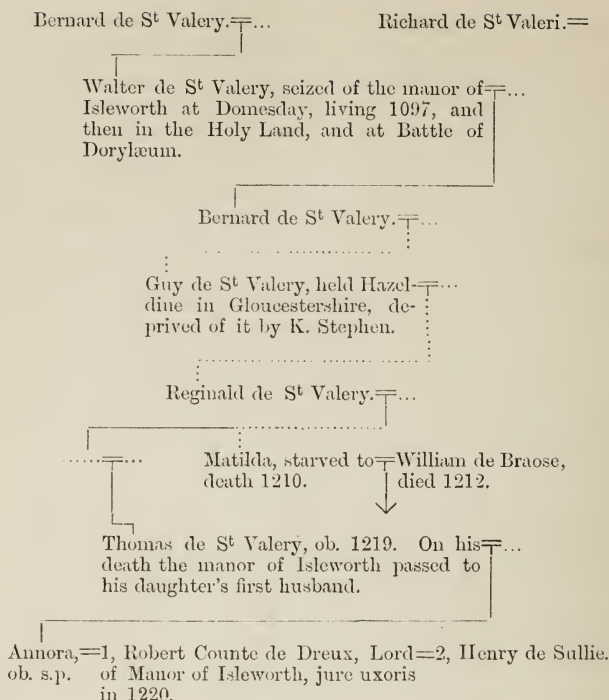 Bernard de St Valery.=... Richard de St Valeri.=
Walter de St Valery, seized of the manor of=...
Isleworth at Domesday, living 1097, and
then in the Holy Land, and at Battle of
Dorylæum.
Bernard de St Valery.=...
Guy de St Valery, held Hazel-=...
dine in Gloucestershire, de-
prived of it by K. Stephen.
Reginald de St Valery.=...
......=... Matilda, starved to=William de Braose,
death 1210. died 1212.
Thomas de St Valery, ob. 1219. On his=...
death the manor of Isleworth passed to
his daughter's first husband.
Annora,=1, Robert Counte de Dreux, Lord=2, Henry de Sullie.
ob. s.p. of Manor of Isleworth, jure uxoris
in 1220.